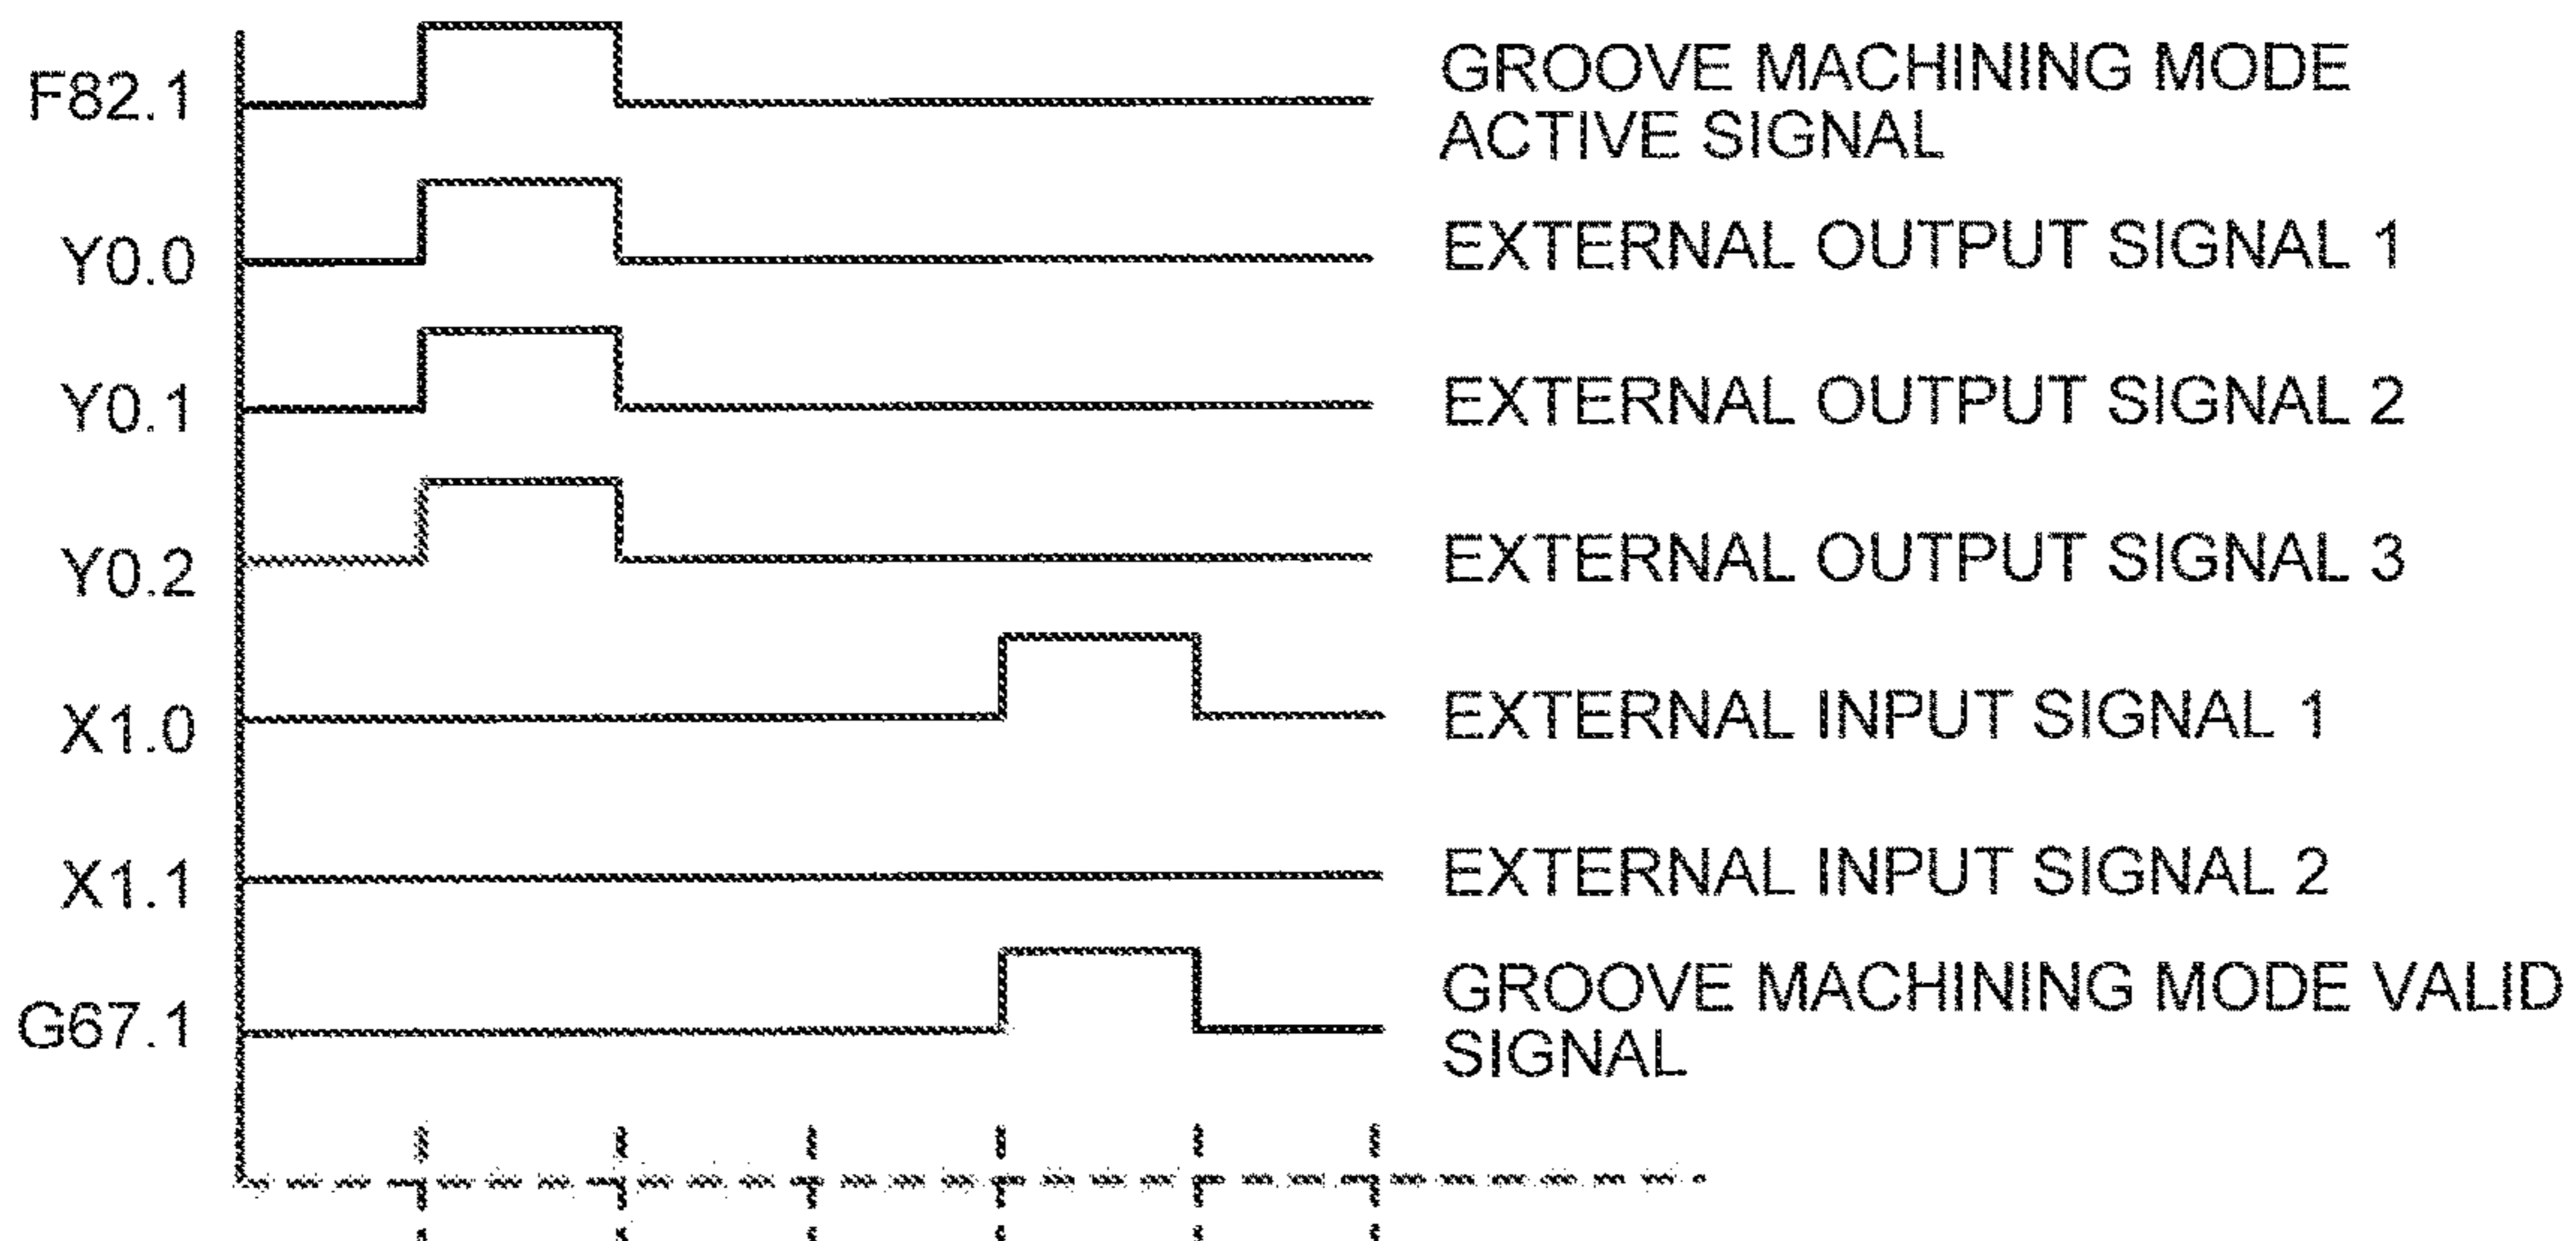 F82.1 GROOVE MACHINING MODE
ACTIVE SIGNAL
Y0.0 EXTERNAL OUTPUT SIGNAL 1
Y0.1 EXTERNAL OUTPUT SIGNAL 2
Y0.2 EXTERNAL OUTPUT SIGNAL 3
X1.0 EXTERNAL INPUT SIGNAL 1
X1.1 EXTERNAL INPUT SIGNAL 2
G67.1 GROOVE MACHINING MODE VALID
SIGNAL